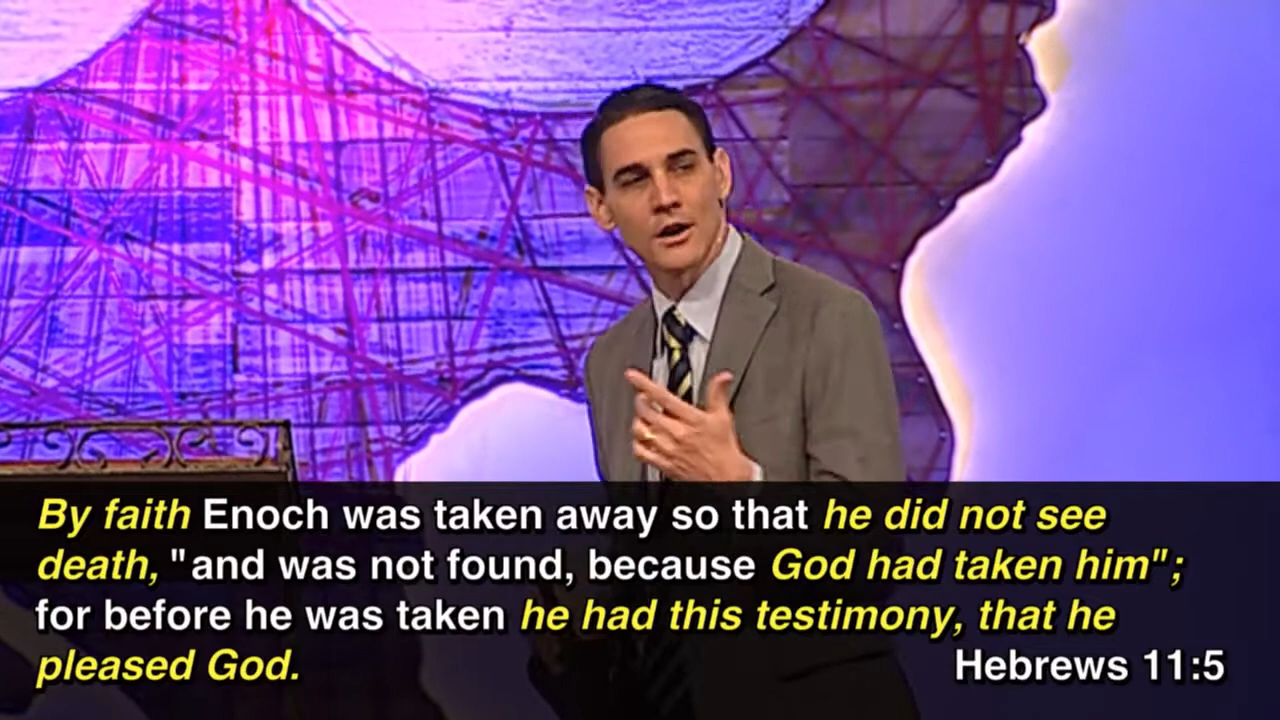 By faith Enoch was taken away so that he did not see
death, "and was not found, because God had taken him";
for before he was taken he had this testimony, that he
pleased God. Hebrews 11:5